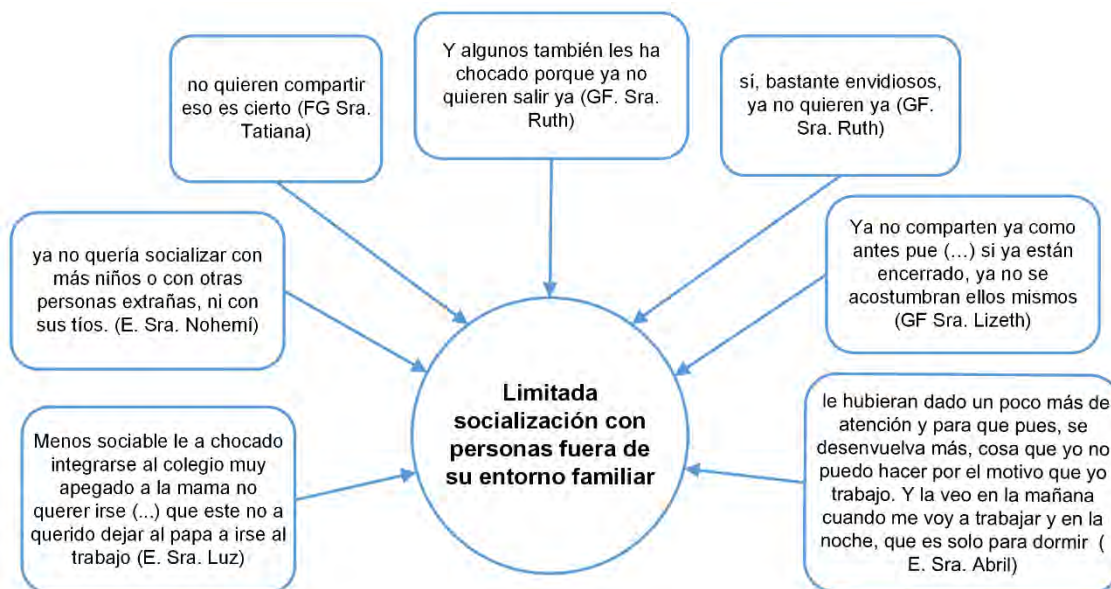 no quieren compartir
eso es cierto (FG Sra.
Tatiana)
Y algunos también les ha
chocado porque ya no
quieren salir ya (GF. Sra.
Ruth)
sí, bastante envidiosos,
ya no quieren ya (GF.
Sra. Ruth)
ya no quería socializar con
más niños o con otras
personas extrañas, ni con
sus tíos. (E. Sra. Nohemí)
Ya no comparten ya como
antes pue (...) si ya están
encerrado, ya no se
acostumbran ellos mismos
(GF Sra. Lizeth)
Limitada
socialización con
personas fuera de
su entorno familiar
Menos sociable le a chocado
integrarse al colegio muy
apegado a la mama no
querer irse (...) que este no a
querido dejar al papa a irse al
trabajo (E. Sra. Luz)
le hubieran dado un poco más de
atención y para que pues, se
desenvuelva más, cosa que yo no
puedo hacer por el motivo que yo
trabajo. Y la veo en la mañana
cuando me voy a trabajar y en la
noche, que es solo para dormir (
E. Sra. Abril)